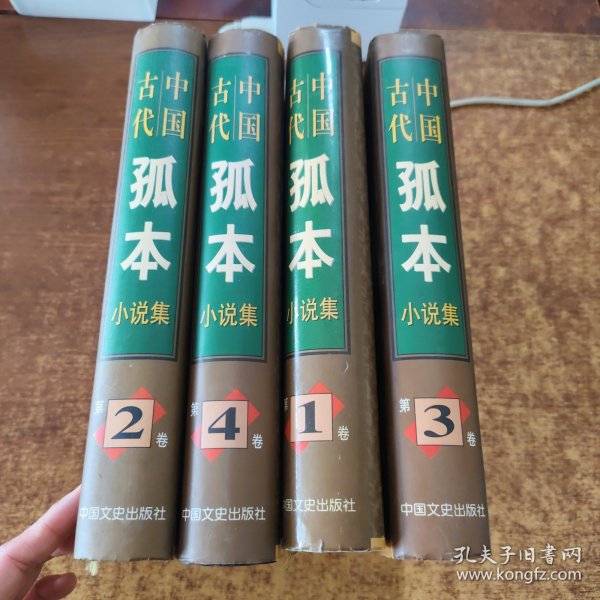 中国
古代
孤本
小说集
第2卷
中国文史出版社
中国
古代
孤本
小说集
第4卷
中国文史出版社
中国
古代
孤本
小说集
第1卷
中国文史出版社
中国
古代
孤本
小说集
第3卷
中国文史出版社
孔夫子旧书网
www.kongfz.com